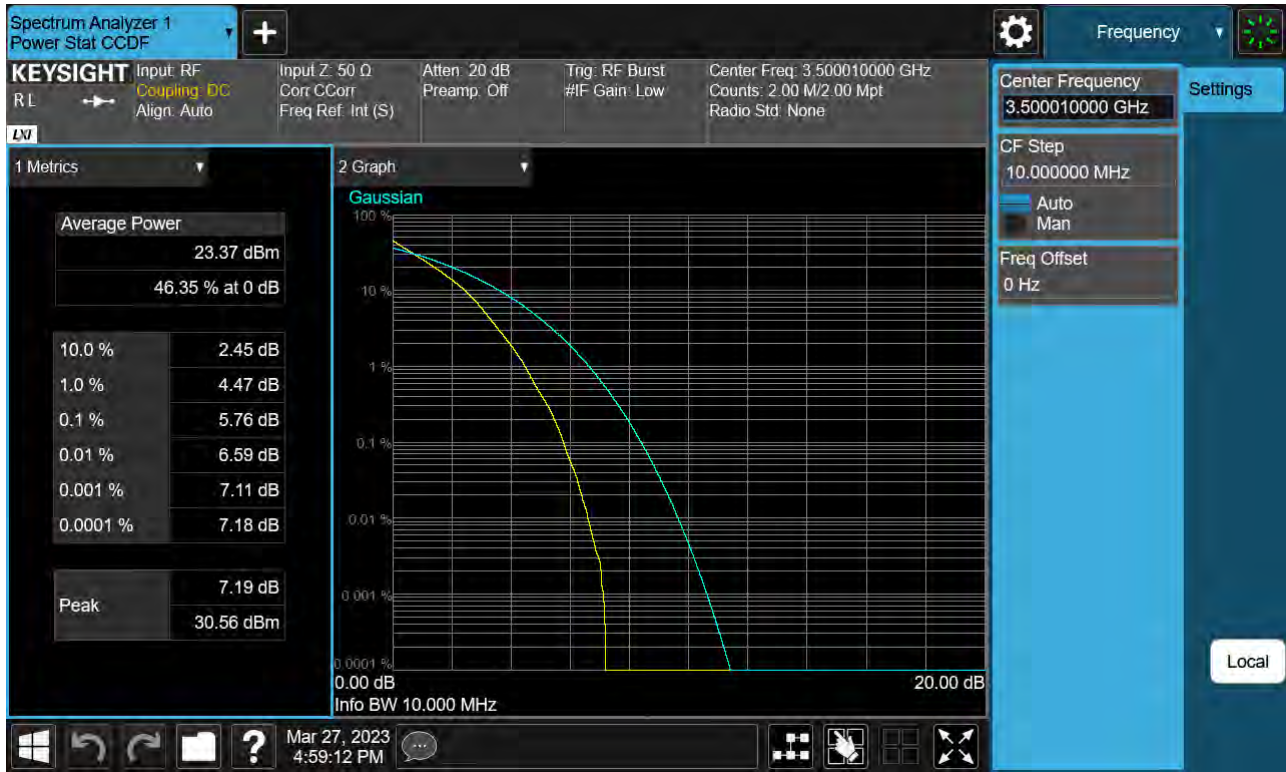 Spectrum Analyzer 1
Power Stat CCDF
+
Frequency
KEYSIGHT
RL
LXI
Input: RF
Coupling: DC
Align: Auto
Input Z: 50 Ω
Corr CCorr
Freq Ref: Int (S)
Atten: 20 dB
Preamp: Off
Trig: RF Burst
#IF Gain: Low
Center Freq: 3.500010000 GHz
Counts: 2.00 M/2.00 Mpt
Radio Std: None
Center Frequency
3.500010000 GHz
Settings
CF Step
10.000000 MHz
Auto
Man
Freq Offset
0 Hz
1 Metrics
Average Power
23.37 dBm
46.35 % at 0 dB
10.0 % 2.45 dB
1.0 % 4.47 dB
0.1 % 5.76 dB
0.01 % 6.59 dB
0.001 % 7.11 dB
0.0001 % 7.18 dB
Peak
7.19 dB
30.56 dBm
2 Graph
Gaussian
100 %
10 %
1 %
0.1 %
0.01 %
0.001 %
0.0001 %
0.00 dB 20.00 dB
Info BW 10.000 MHz
Local
?
Mar 27, 2023
4:59:12 PM